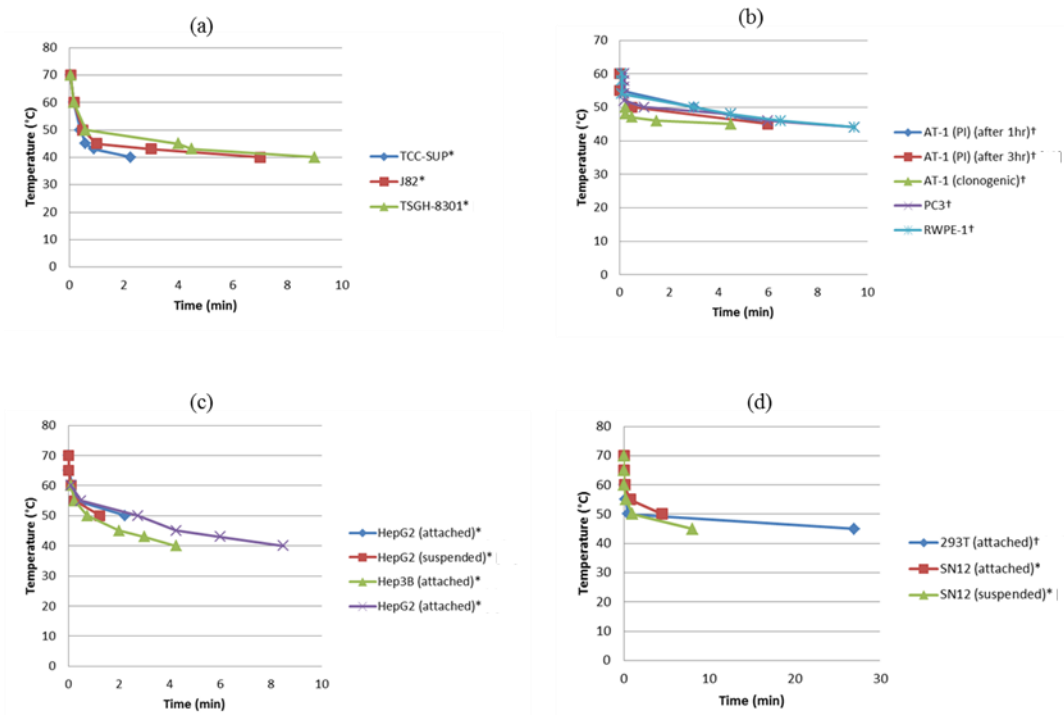 (a)
80
70
60
50
40
30
20
10
0
Temperature (°C)
0 2 4 6 8 10
Time (min)
TCC-SUP*
J82*
TSGH-8301*
(b)
70
60
50
40
30
20
10
0
Temperature (°C)
0 2 4 6 8 10
Time (min)
AT-1 (PI) (after 1hr)†
AT-1 (PI) (after 3hr)†
AT-1 (clonogenic)†
PC3†
RWPE-1†
(c)
80
70
60
50
40
30
20
10
0
Temperature (°C)
0 2 4 6 8 10
Time (min)
HepG2 (attached)*
HepG2 (suspended)*
Hep3B (attached)*
HepG2 (attached)*
(d)
80
70
60
50
40
30
20
10
0
Temperature (°C)
0 10 20 30
Time (min)
293T (attached)†
SN12 (attached)*
SN12 (suspended)*